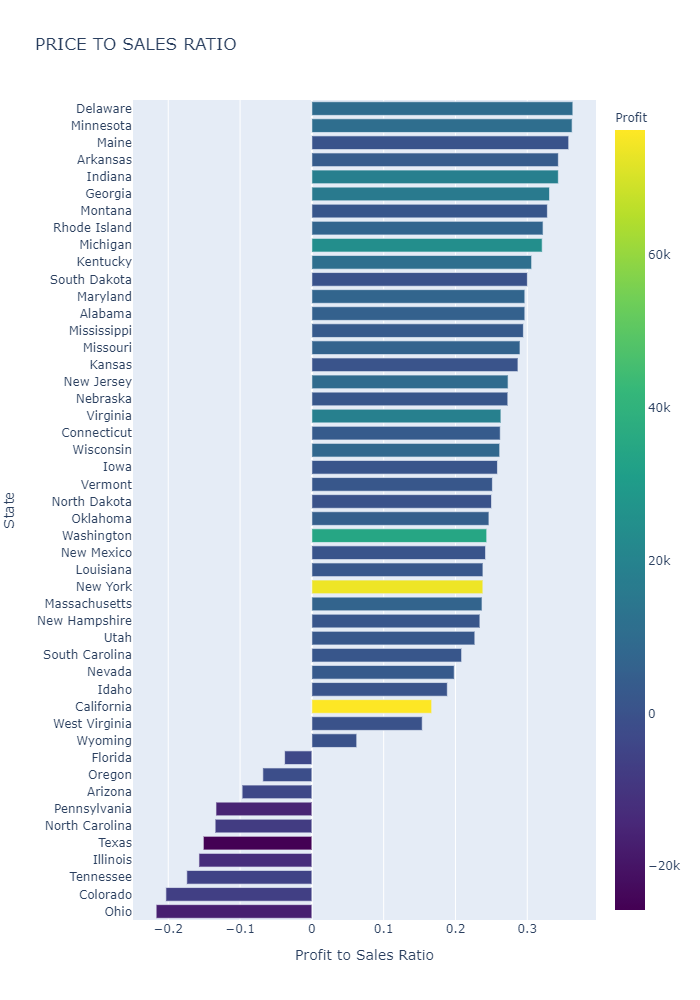 PRICE TO SALES RATIO
Profit
Delaware
Minnesota
Maine
Arkansas
Indiana
Georgia
Montana
Rhode Island
Michigan
Kentucky
South Dakota
Maryland
Alabama
Mississippi
Missouri
Kansas
New Jersey
Nebraska
Virginia
Connecticut
Wisconsin
Iowa
Vermont
North Dakota
Oklahoma
Washington
New Mexico
Louisiana
New York
Massachusetts
New Hampshire
Utah
South Carolina
Nevada
Idaho
California
West Virginia
Wyoming
Florida
Oregon
Arizona
Pennsylvania
North Carolina
Texas
Illinois
Tennessee
Colorado
Ohio
State
60k
40k
20k
0
−20k
−0.2 −0.1 0 0.1 0.2 0.3
Profit to Sales Ratio